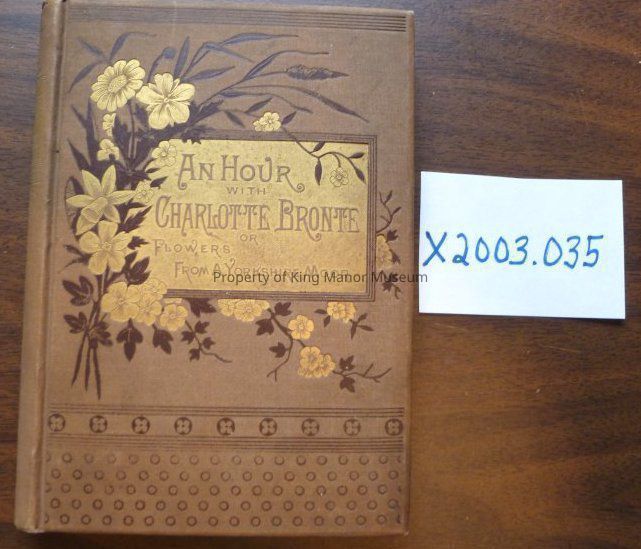 AN HOUR
WITH
CHARLOTTE BRONTE
OR
FLOWERS
FROM A YORKSHIRE MOOR
Property of King Manor Museum
X2003.035